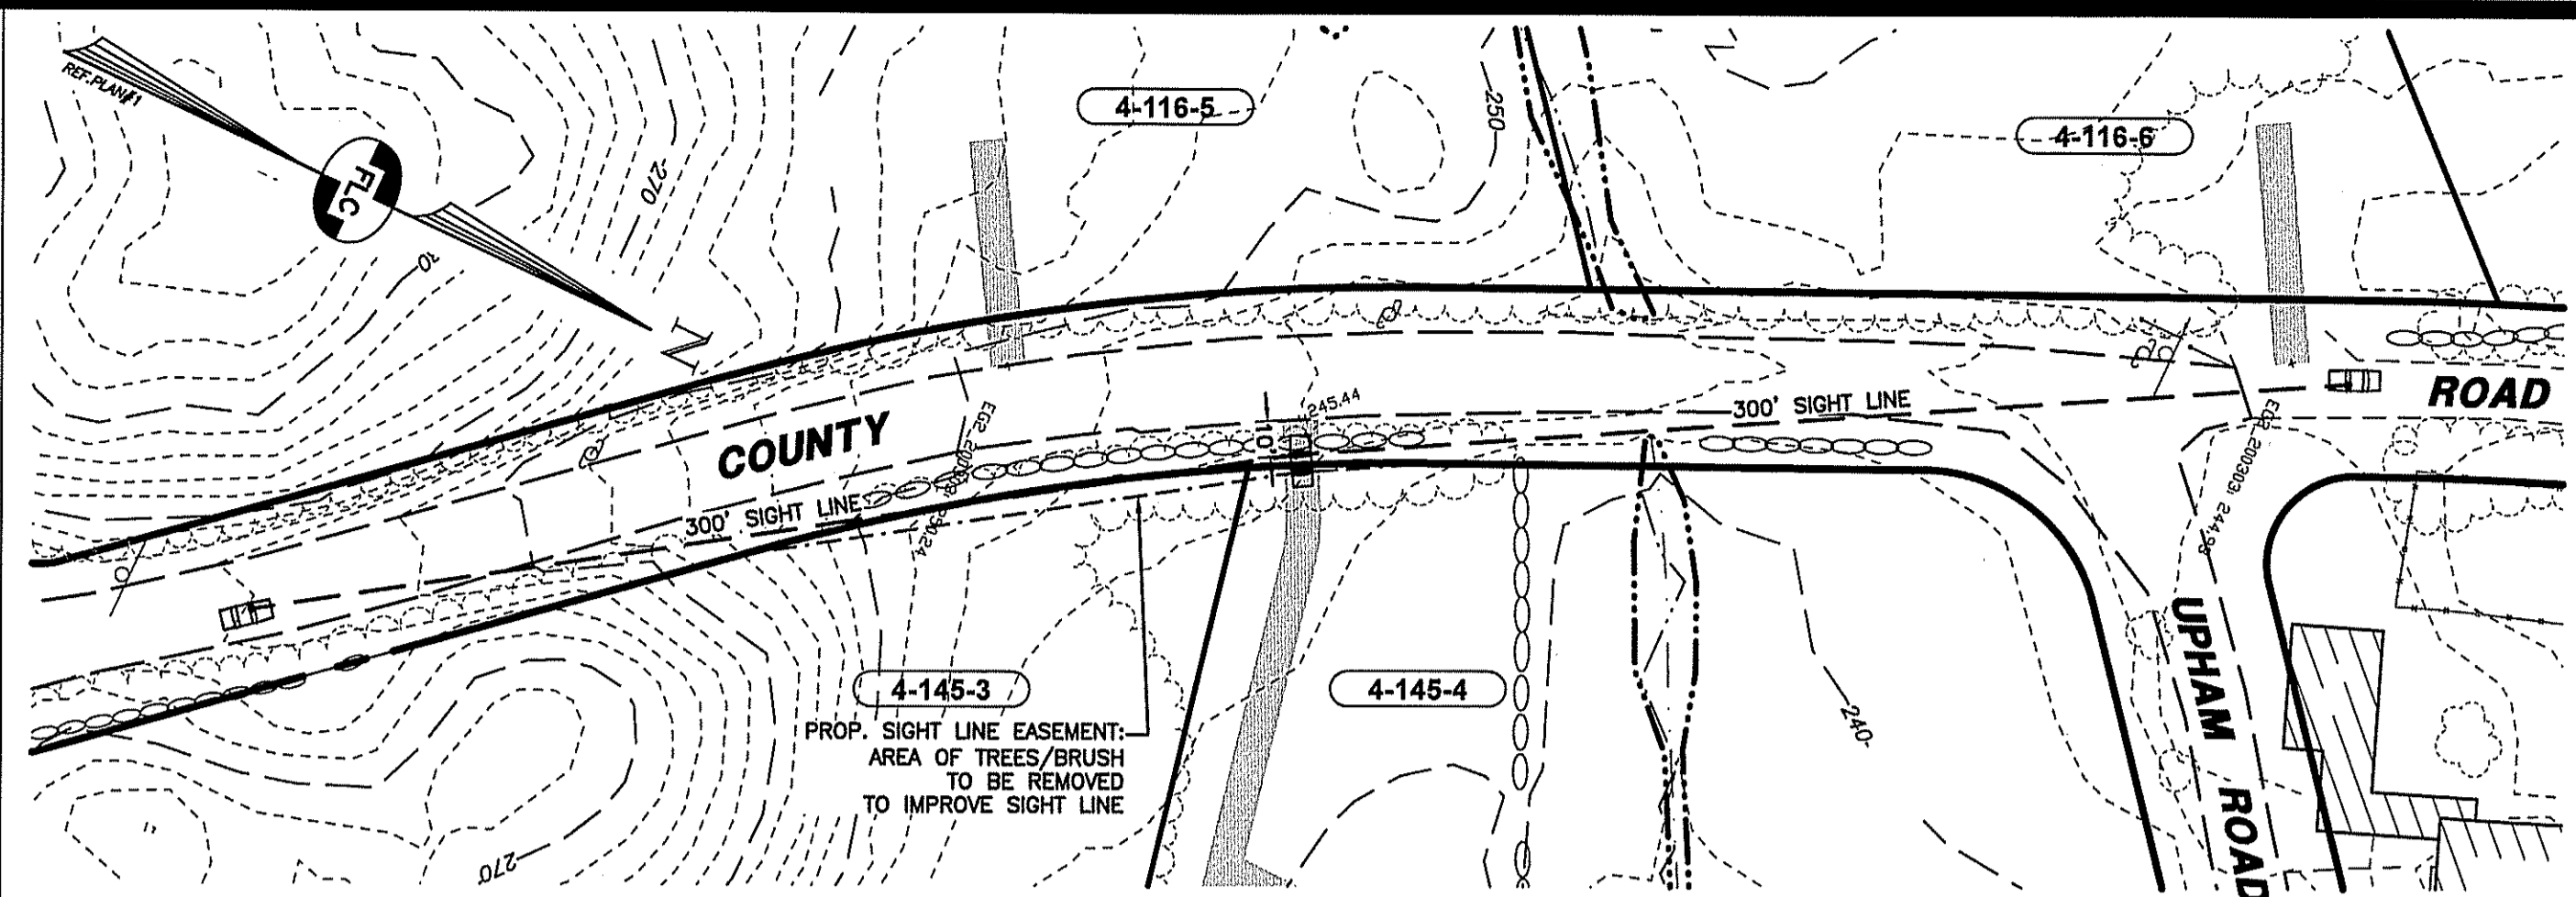 REF.PLAN#1
FLC
N
-270
4-116-5
-250-
4-116-6
COUNTY
ROAD
300' SIGHT LINE
300' SIGHT LINE
245.44
10'
4-145-3
4-145-4
PROP. SIGHT LINE EASEMENT:
AREA OF TREES/BRUSH
TO BE REMOVED
TO IMPROVE SIGHT LINE
270
240-
UPHAM ROAD